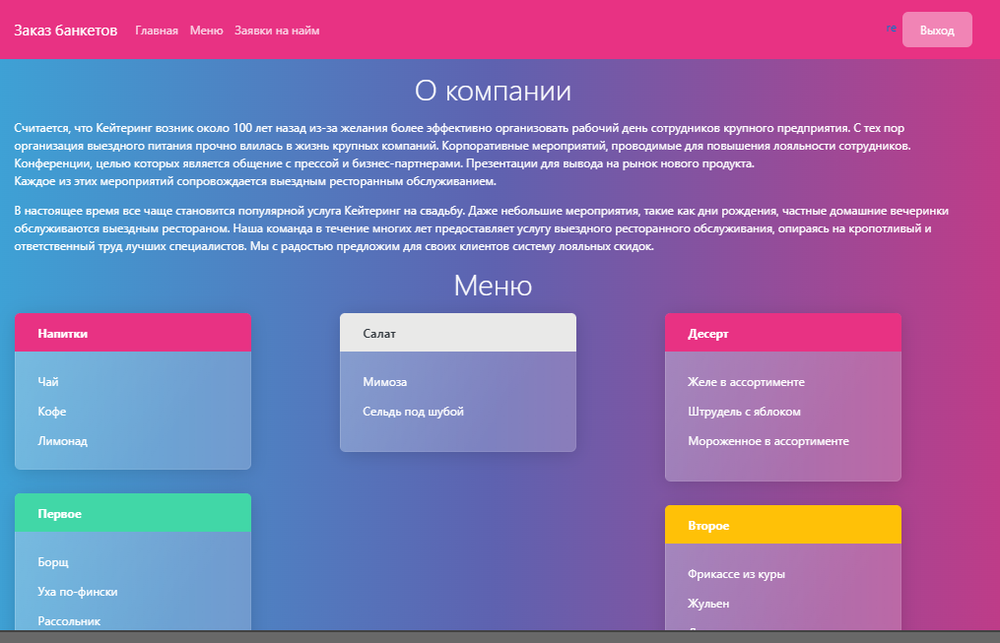 Заказ банкетов Главная Меню Заявки на найм re Выход
О компании
Считается, что Кейтеринг возник около 100 лет назад из-за желания более эффективно организовать рабочий день сотрудников крупного предприятия. С тех пор
организация выездного питания прочно влилась в жизнь крупных компаний. Корпоративные мероприятий, проводимые для повышения лояльности сотрудников.
Конференции, целью которых является общение с прессой и бизнес-партнерами. Презентации для вывода на рынок нового продукта.
Каждое из этих мероприятий сопровождается выездным ресторанным обслуживанием.
В настоящее время все чаще становится популярной услуга Кейтеринг на свадьбу. Даже небольшие мероприятия, такие как дни рождения, частные домашние вечеринки
обслуживаются выездным рестораном. Наша команда в течение многих лет предоставляет услугу выездного ресторанного обслуживания, опираясь на кропотливый и
ответственный труд лучших специалистов. Мы с радостью предложим для своих клиентов систему лояльных скидок.
Меню
Напитки
Чай
Кофе
Лимонад
Салат
Мимоза
Сельдь под шубой
Десерт
Желе в ассортименте
Штрудель с яблоком
Мороженное в ассортименте
Первое
Борщ
Уха по-фински
Рассольник
Второе
Фрикассе из куры
Жульен